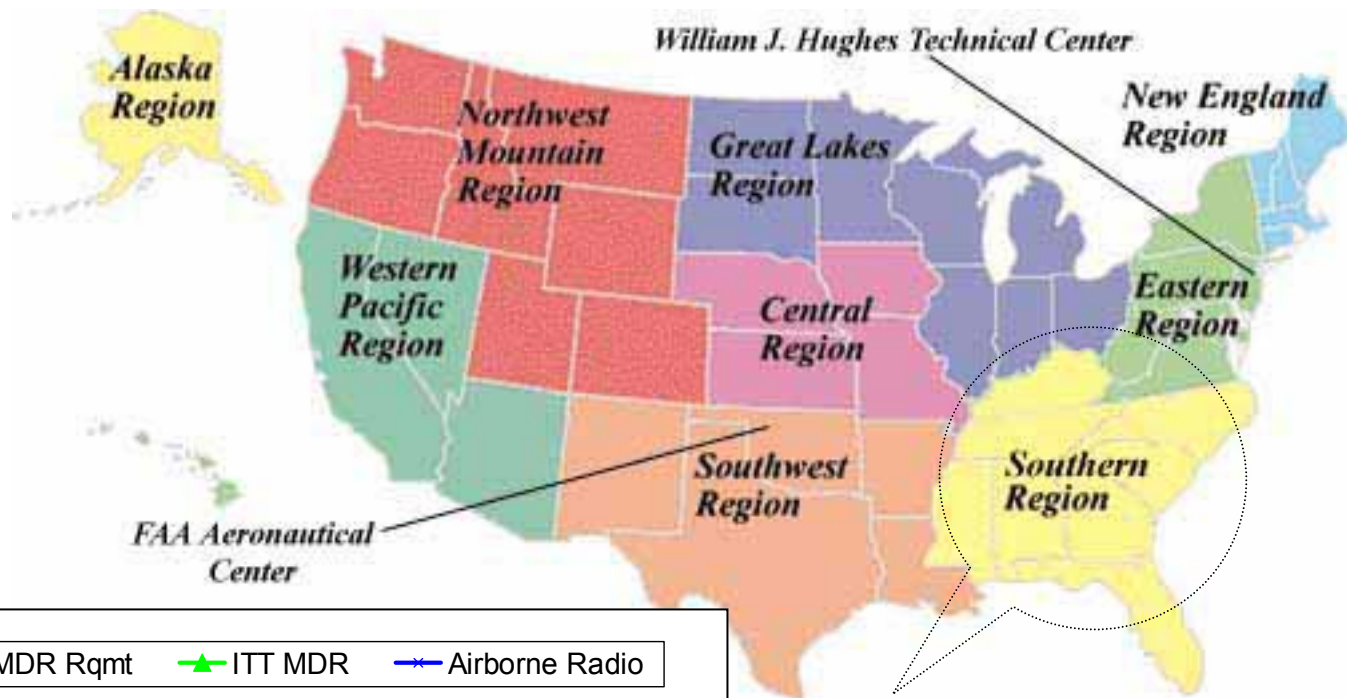 William J. Hughes Technical Center
Alaska
Region
New England
Region
Northwest
Mountain
Region
Great Lakes
Region
Western
Pacific
Region
Central
Region
Eastern
Region
Southwest
Region
Southern
Region
FAA Aeronautical
Center
MDR Rqmt ITT MDR Airborne Radio